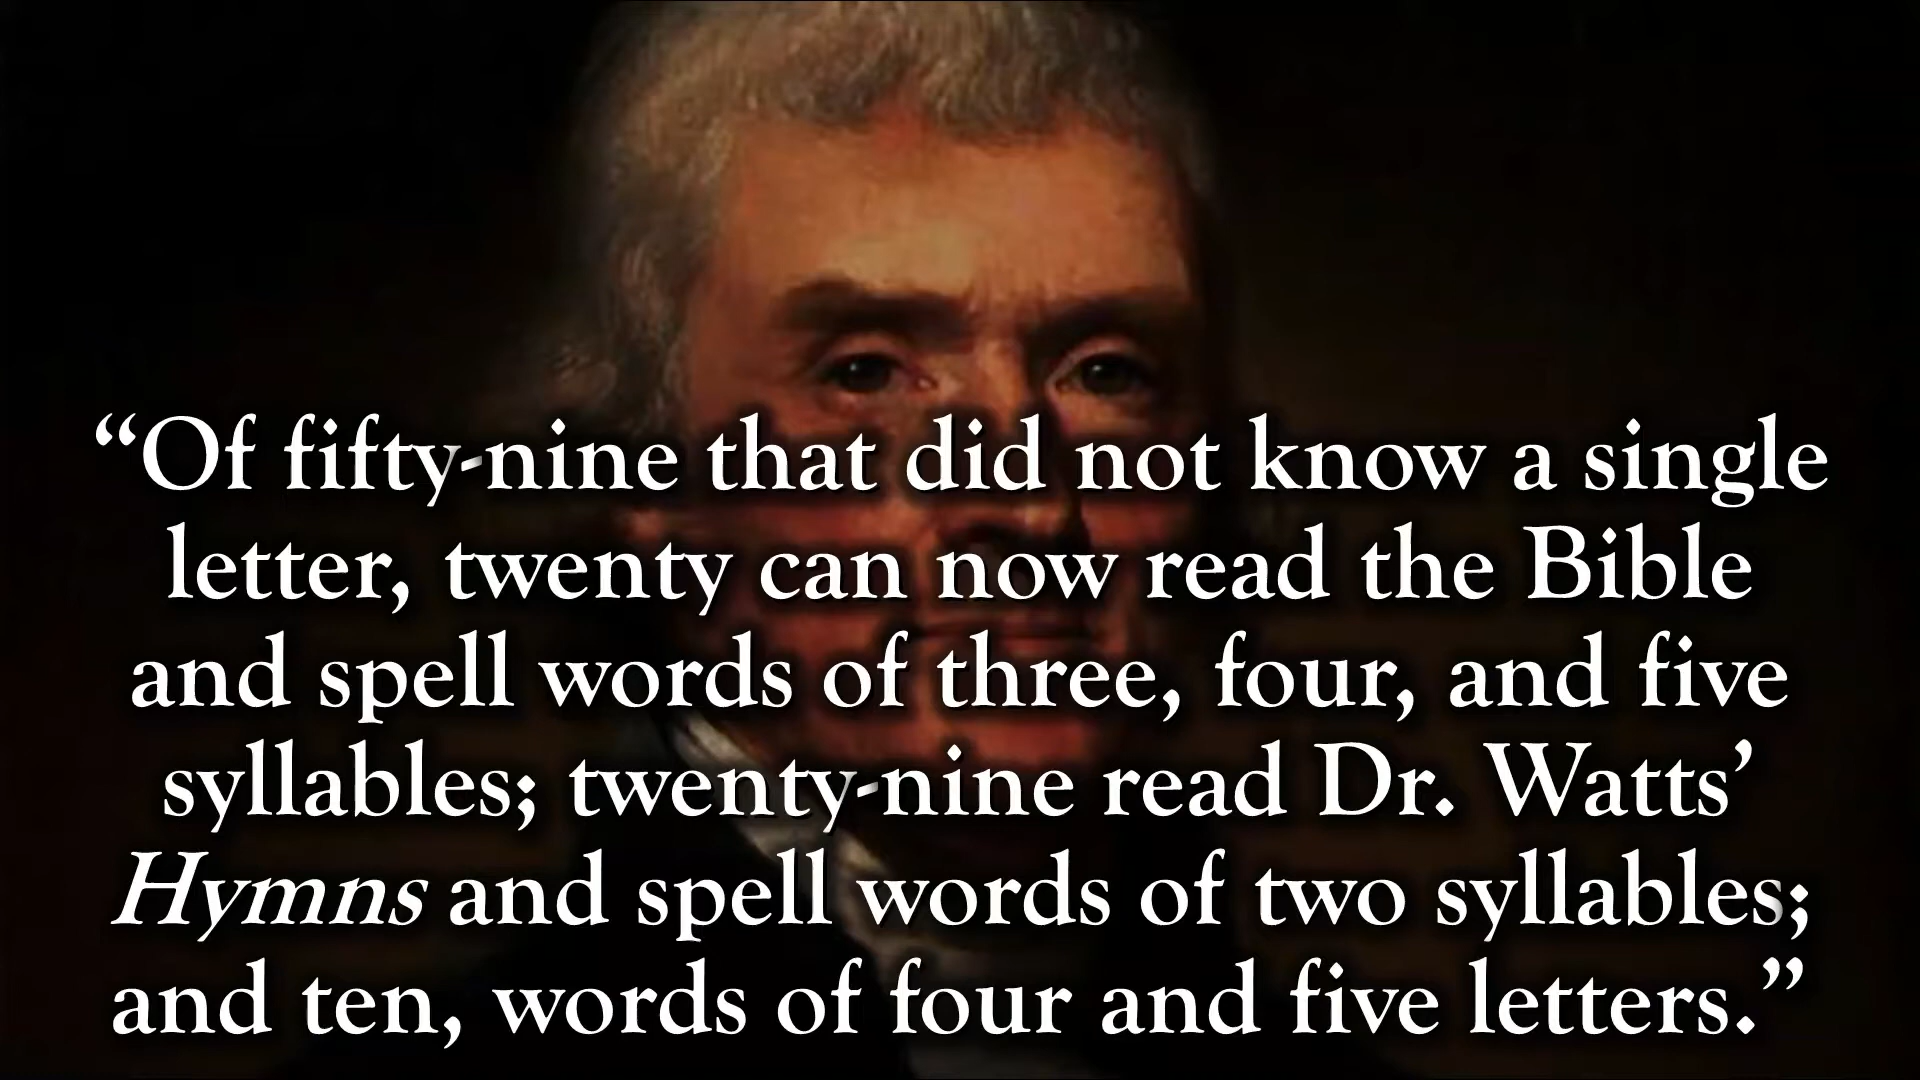 “Of fifty-nine that did not know a single
letter, twenty can now read the Bible
and spell words of three, four, and five
syllables; twenty-nine read Dr. Watts’
Hymns and spell words of two syllables;
and ten, words of four and five letters.”